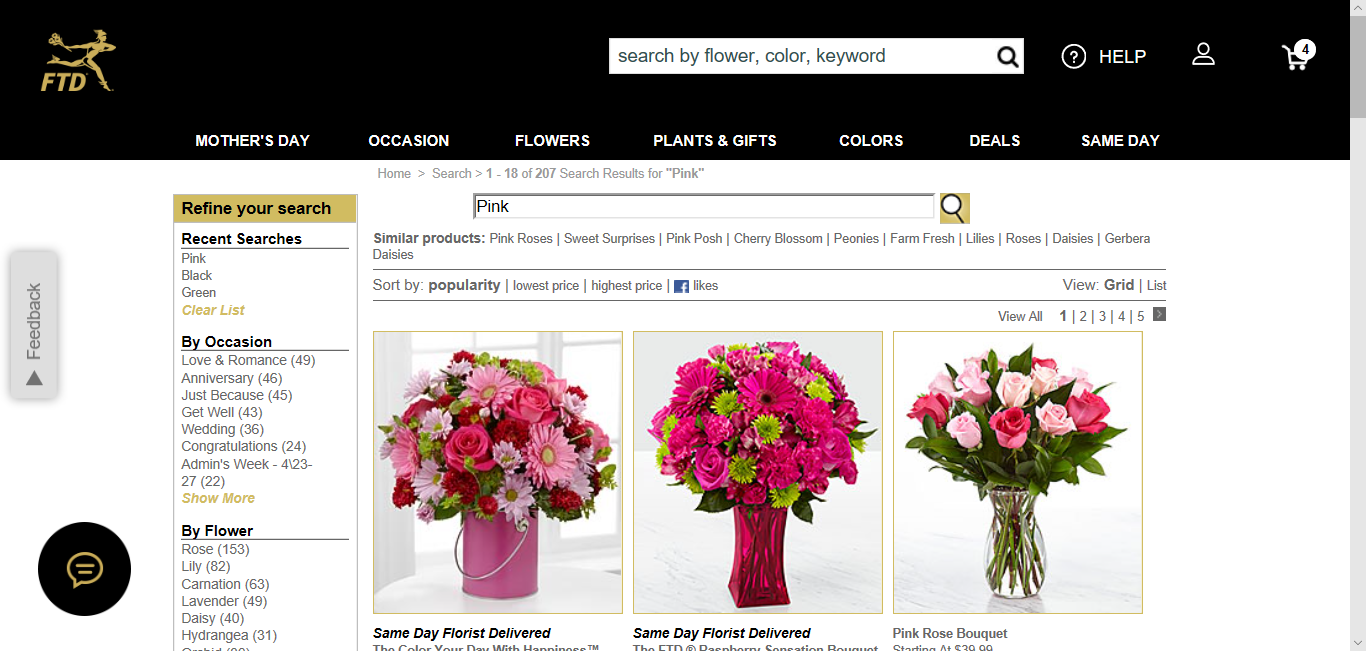 FTD
search by flower, color, keyword
? HELP
4
MOTHER'S DAY OCCASION FLOWERS PLANTS & GIFTS COLORS DEALS SAME DAY
Home > Search > 1 - 18 of 207 Search Results for "Pink"
Refine your search
Recent Searches
Pink
Black
Green
Clear List
By Occasion
Love & Romance (49)
Anniversary (46)
Just Because (45)
Get Well (43)
Wedding (36)
Congratulations (24)
Admin's Week - 4\23-
27 (22)
Show More
By Flower
Rose (153)
Lily (82)
Carnation (63)
Lavender (49)
Daisy (40)
Hydrangea (31)
Pink
Similar products: Pink Roses | Sweet Surprises | Pink Posh | Cherry Blossom | Peonies | Farm Fresh | Lilies | Roses | Daisies | Gerbera
Daisies
Sort by: popularity | lowest price | highest price | f likes
View: Grid | List
View All 1 | 2 | 3 | 4 | 5
Same Day Florist Delivered
The Color Your Day With Happiness™
Same Day Florist Delivered
The FTD ® Raspberry Sensation Bouquet
Pink Rose Bouquet
Starting At $39.99
Feedback